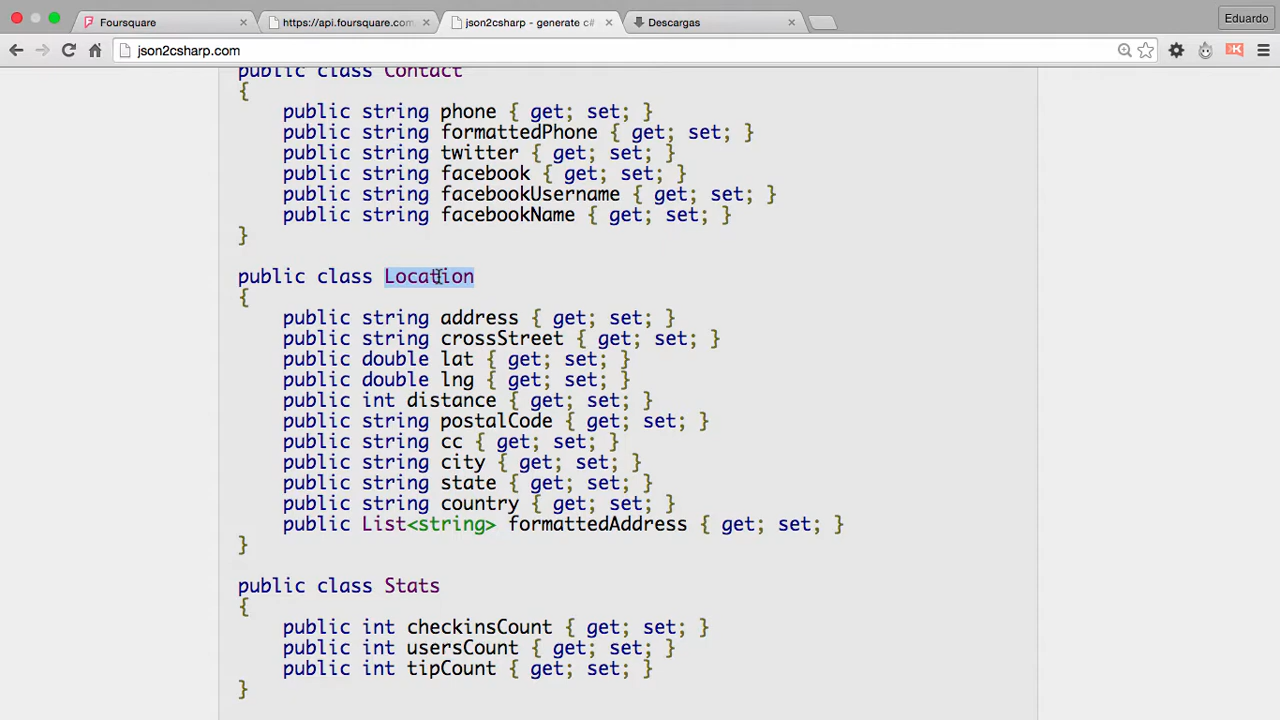 Foursquare
https://api.foursquare.com
json2csharp - generate c#
Descargas
Eduardo
json2csharp.com
public class Contact
{
public string phone { get; set; }
public string formattedPhone { get; set; }
public string twitter { get; set; }
public string facebook { get; set; }
public string facebookUsername { get; set; }
public string facebookName { get; set; }
}
public class Location
{
public string address { get; set; }
public string crossStreet { get; set; }
public double lat { get; set; }
public double lng { get; set; }
public int distance { get; set; }
public string postalCode { get; set; }
public string cc { get; set; }
public string city { get; set; }
public string state { get; set; }
public string country { get; set; }
public List<string> formattedAddress { get; set; }
}
public class Stats
{
public int checkinsCount { get; set; }
public int usersCount { get; set; }
public int tipCount { get; set; }
}